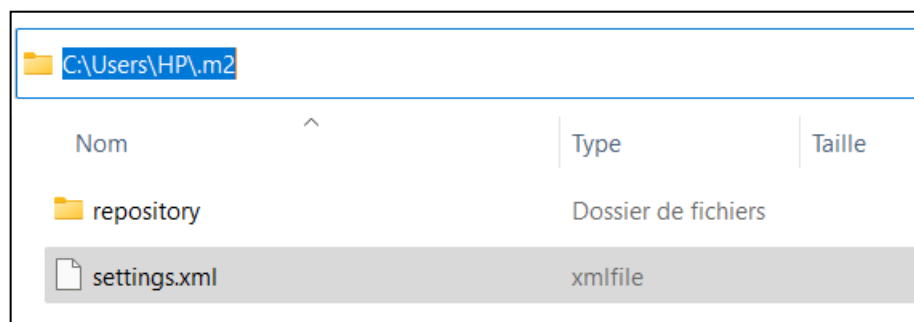 C:\Users\HP\.m2
Nom Type Taille
repository Dossier de fichiers
settings.xml xmlfile